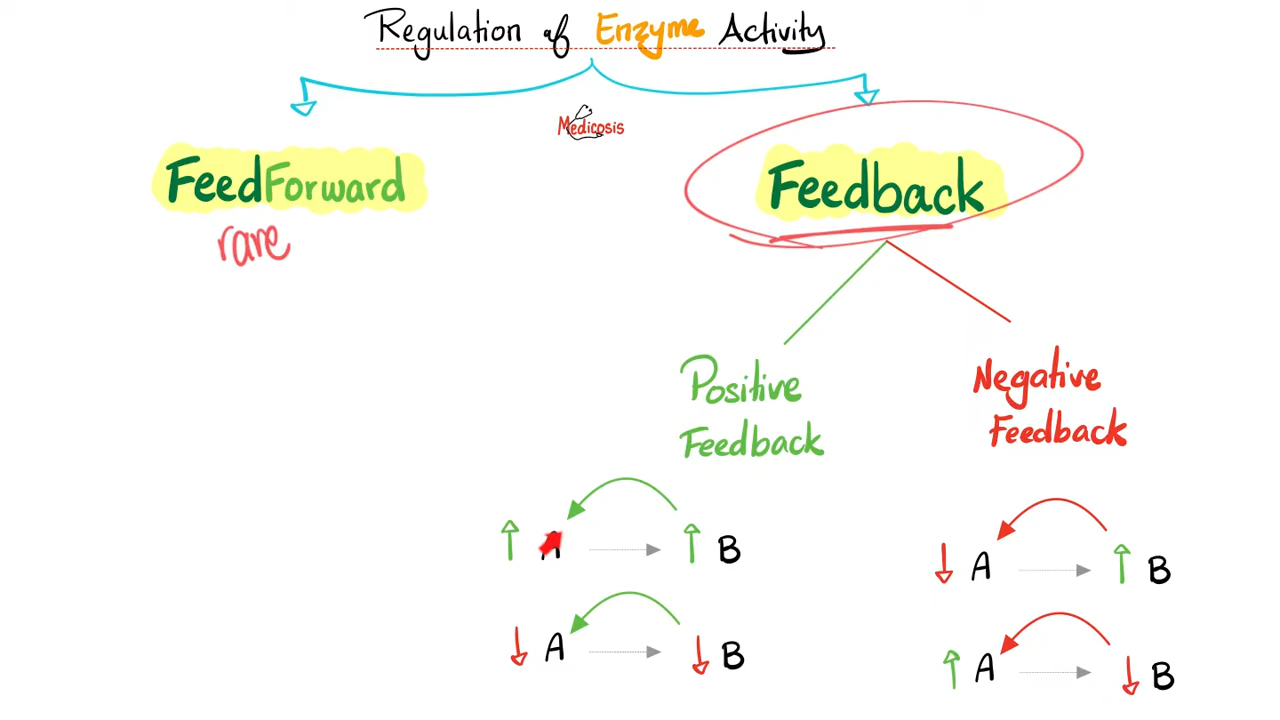 Regulation of Enzyme Activity
Medicosis
FeedForward
rare
Feedback
Positive
Feedback
Negative
Feedback
A B
A B
A B
A B